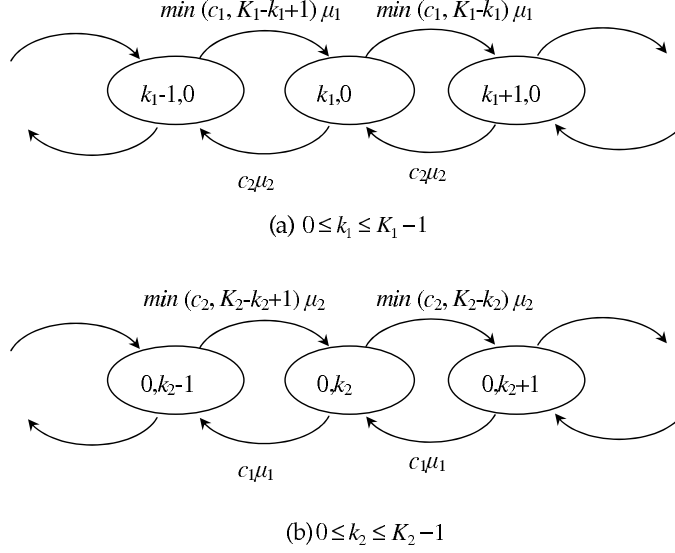 min (c₁, K₁-k₁+1) μ₁ min (c₁, K₁-k₁) μ₁
k₁-1,0 k₁,0 k₁+1,0
c₂μ₂ c₂μ₂
(a) 0 ≤ k₁ ≤ K₁ −1
min (c₂, K₂-k₂+1) μ₂ min (c₂, K₂-k₂) μ₂
0,k₂-1 0,k₂ 0,k₂+1
c₁μ₁ c₁μ₁
(b) 0 ≤ k₂ ≤ K₂ −1